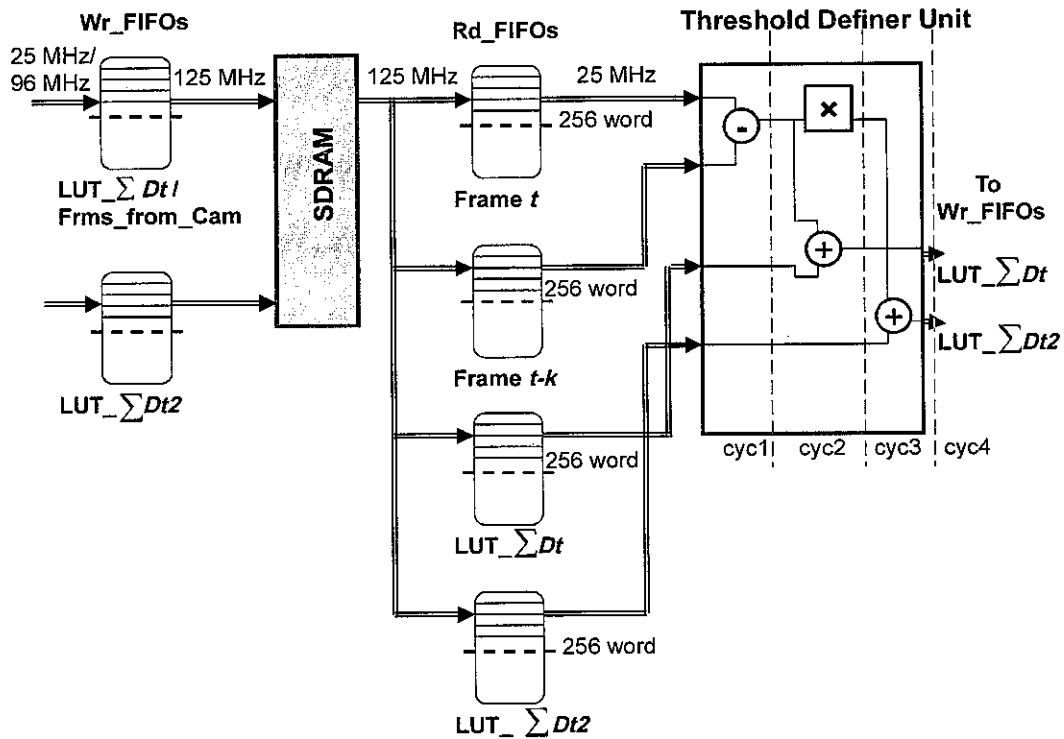 Wr_FIFOs
25 MHz/
96 MHz
125 MHz
LUT_∑ Dt /
Frms_from_Cam
LUT_∑Dt2
SDRAM
125 MHz
Rd_FIFOs
25 MHz
256 word
Frame t
256 word
Frame t-k
256 word
LUT_∑Dt
256 word
LUT_ ∑Dt2
Threshold Definer Unit
-
×
+
+
cyc1
cyc2
cyc3
cyc4
To
Wr_FIFOs
LUT_∑Dt
LUT_∑Dt2